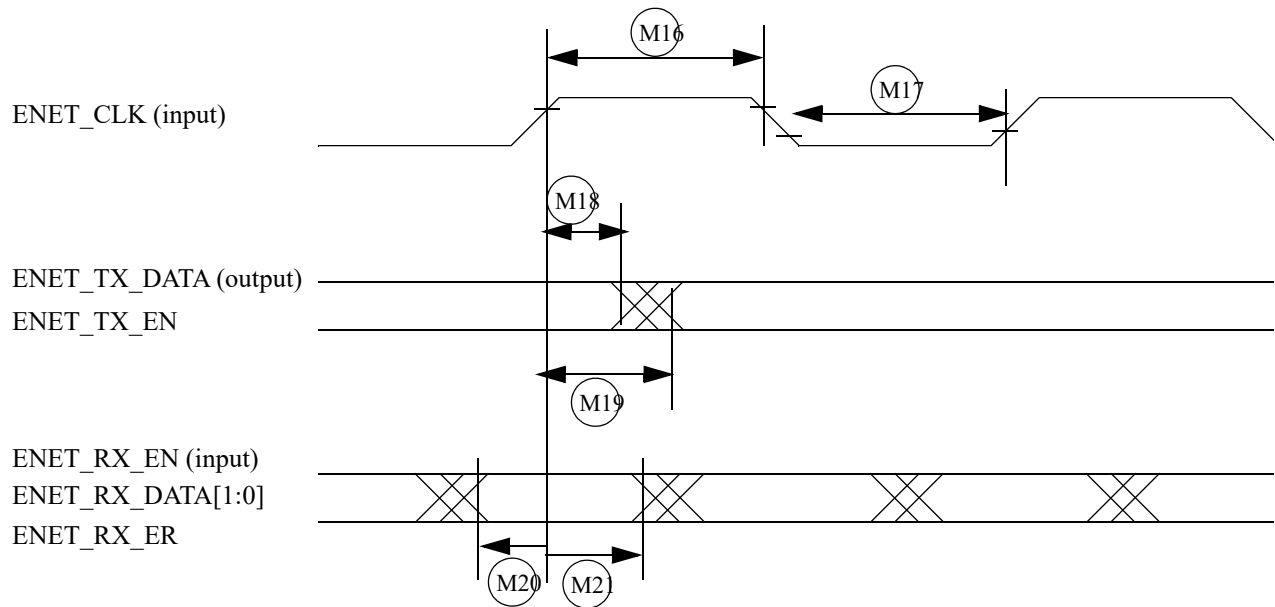 M16
ENET_CLK (input)
M17
M18
ENET_TX_DATA (output)
ENET_TX_EN
M19
ENET_RX_EN (input)
ENET_RX_DATA[1:0]
ENET_RX_ER
M20
M21